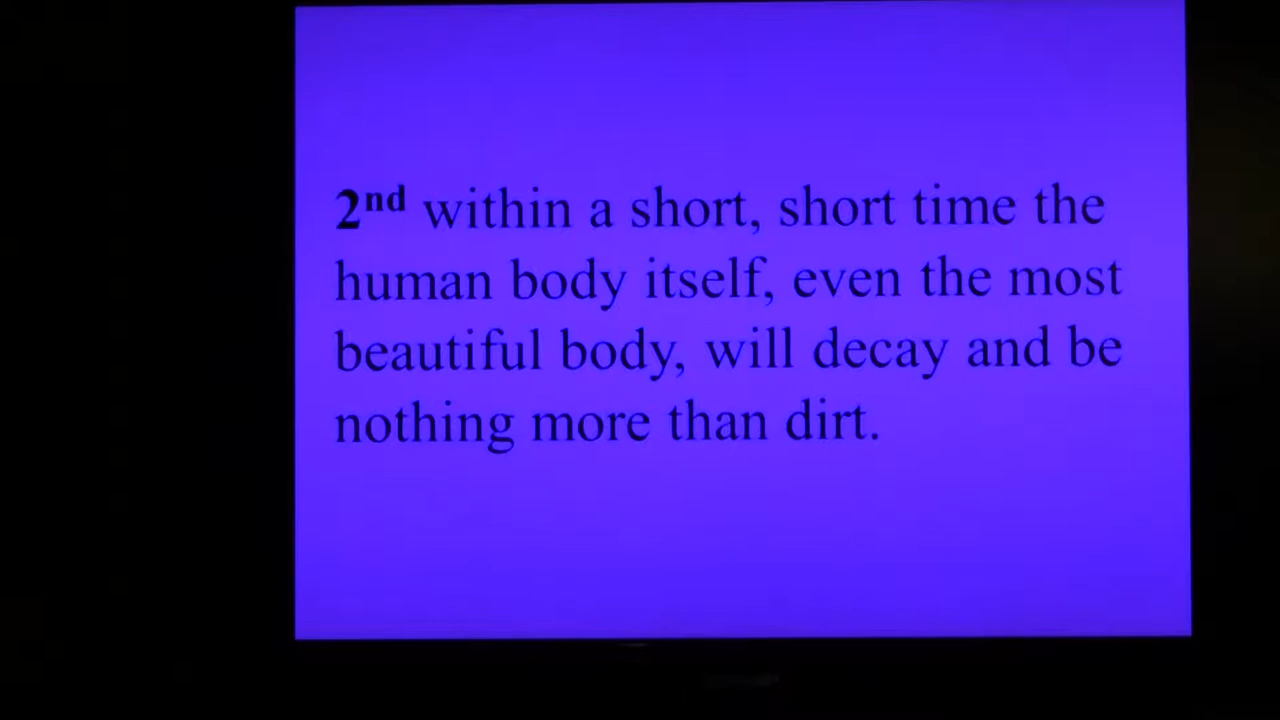 2nd within a short, short time the
human body itself, even the most
beautiful body, will decay and be
nothing more than dirt.